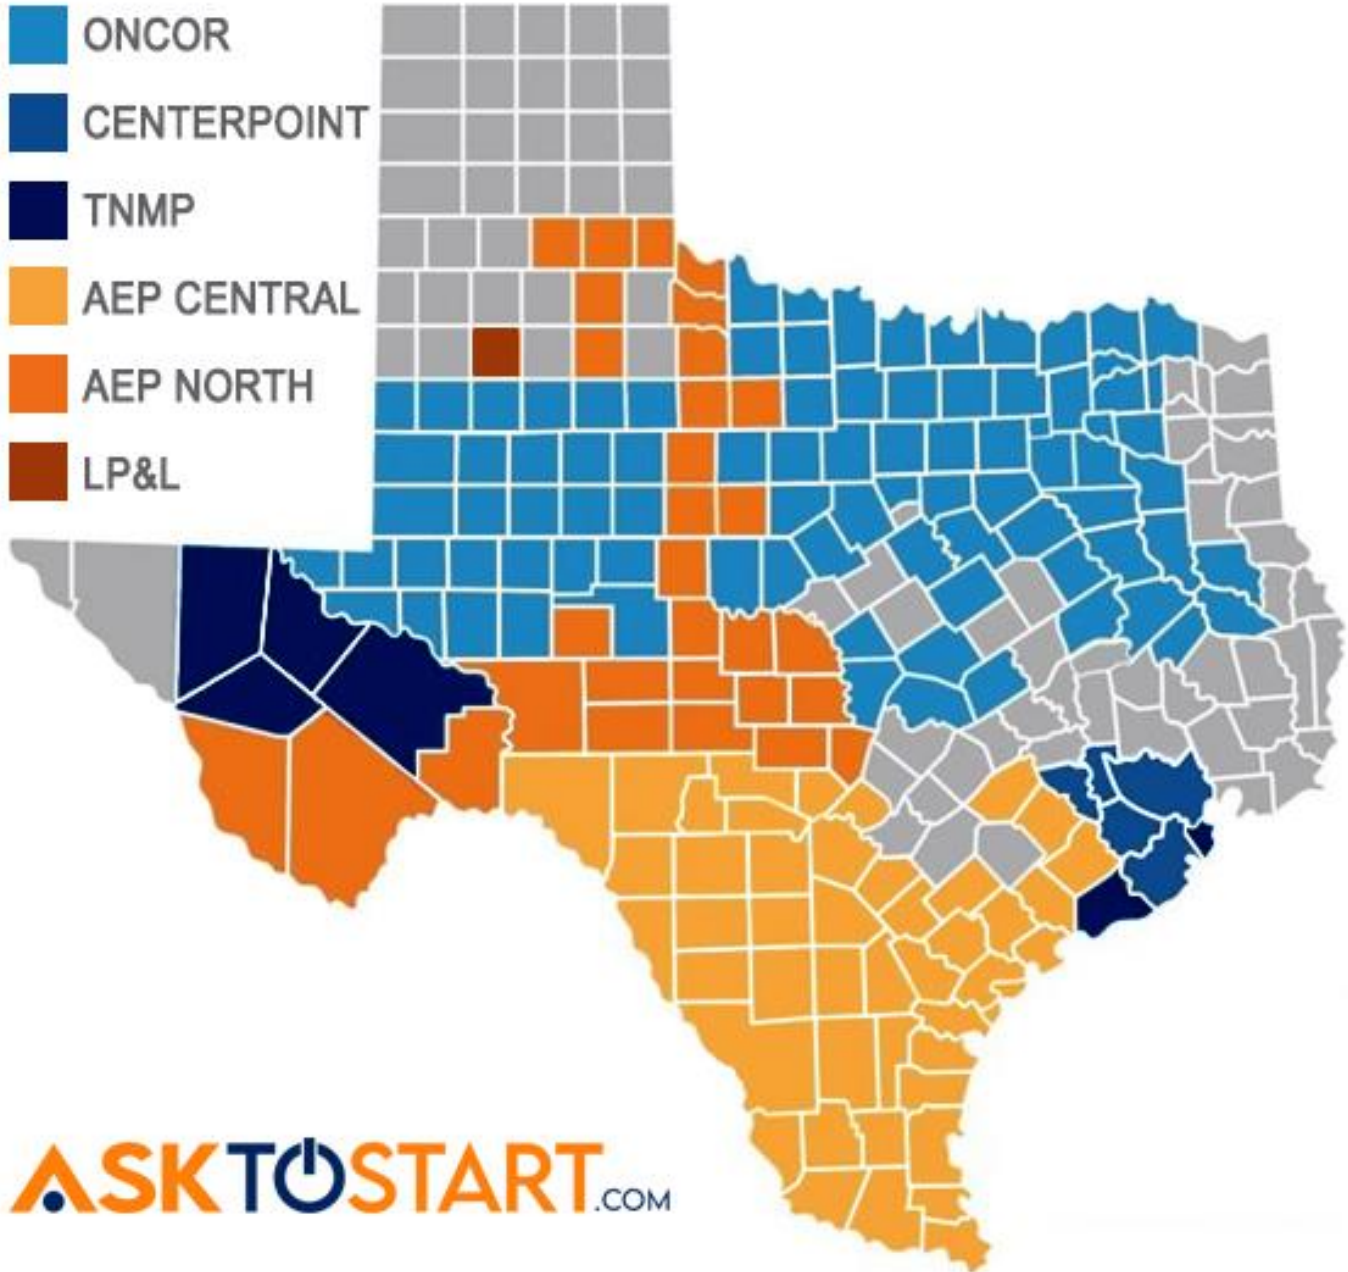 ONCOR
CENTERPOINT
TNMP
AEP CENTRAL
AEP NORTH
LP&L
ASKTOSTART.COM